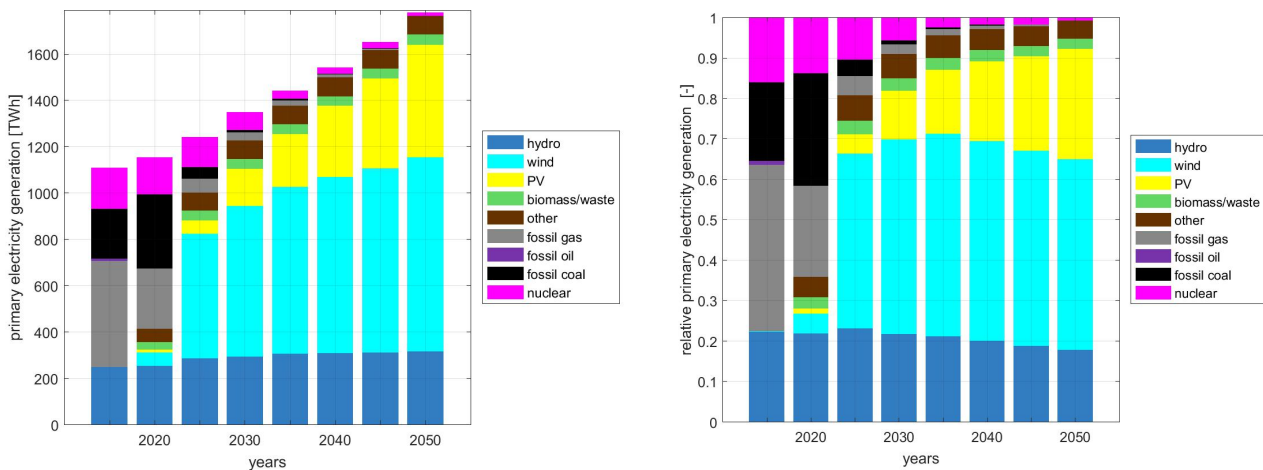 primary electricity generation [TW/h]
1600
1400
1200
1000
800
600
400
200
0
2020
2030
2040
2050
years
hydro
wind
PV
biomass/waste
other
fossil gas
fossil oil
fossil coal
nuclear
relative primary electricity generation [-]
1
0.9
0.8
0.7
0.6
0.5
0.4
0.3
0.2
0.1
0
2020
2030
2040
2050
years
hydro
wind
PV
biomass/waste
other
fossil gas
fossil oil
fossil coal
nuclear